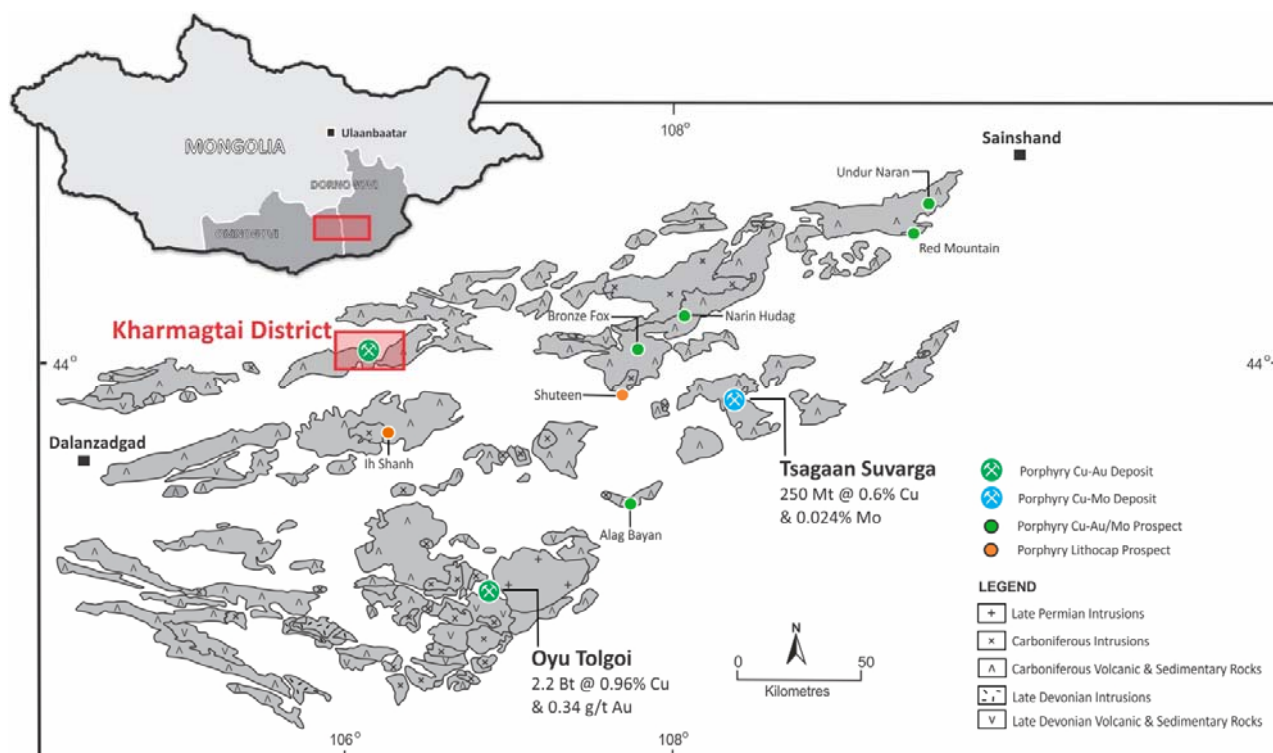 Ulaanbaatar
MONGOLIA
DORNOGOVI
108°
Sainshand
Undur Naran
Red Mountain
Bronze Fox
Narin Hudag
Kharmagtai District
44°
44°
Shuteen
Dalanzadgad
Ih Shanh
Tsagaan Suvarga
250 Mt @ 0.6% Cu
& 0.024% Mo
Alag Bayan
Porphyry Cu-Au Deposit
Porphyry Cu-Mo Deposit
Porphyry Cu-Au/Mo Prospect
Porphyry Lithocap Prospect
LEGEND
Late Permian Intrusions
Carboniferous Intrusions
Carboniferous Volcanic & Sedimentary Rocks
Late Devonian Intrusions
Late Devonian Volcanic & Sedimentary Rocks
N
0 50
Kilometres
Oyu Tolgoi
2.2 Bt @ 0.96% Cu
& 0.34 g/t Au
106°
108°